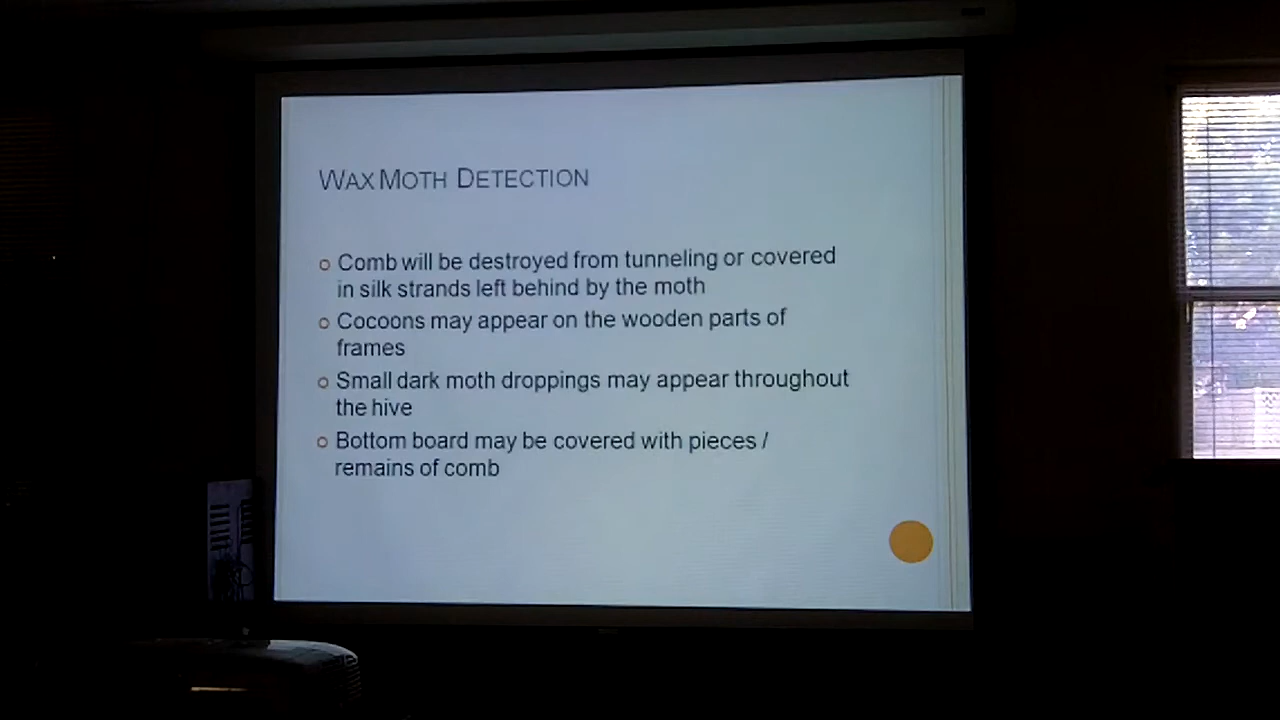 WAX MOTH DETECTION
Comb will be destroyed from tunneling or covered
in silk strands left behind by the moth
Cocoons may appear on the wooden parts of
frames
Small dark moth droppings may appear throughout
the hive
Bottom board may be covered with pieces /
remains of comb